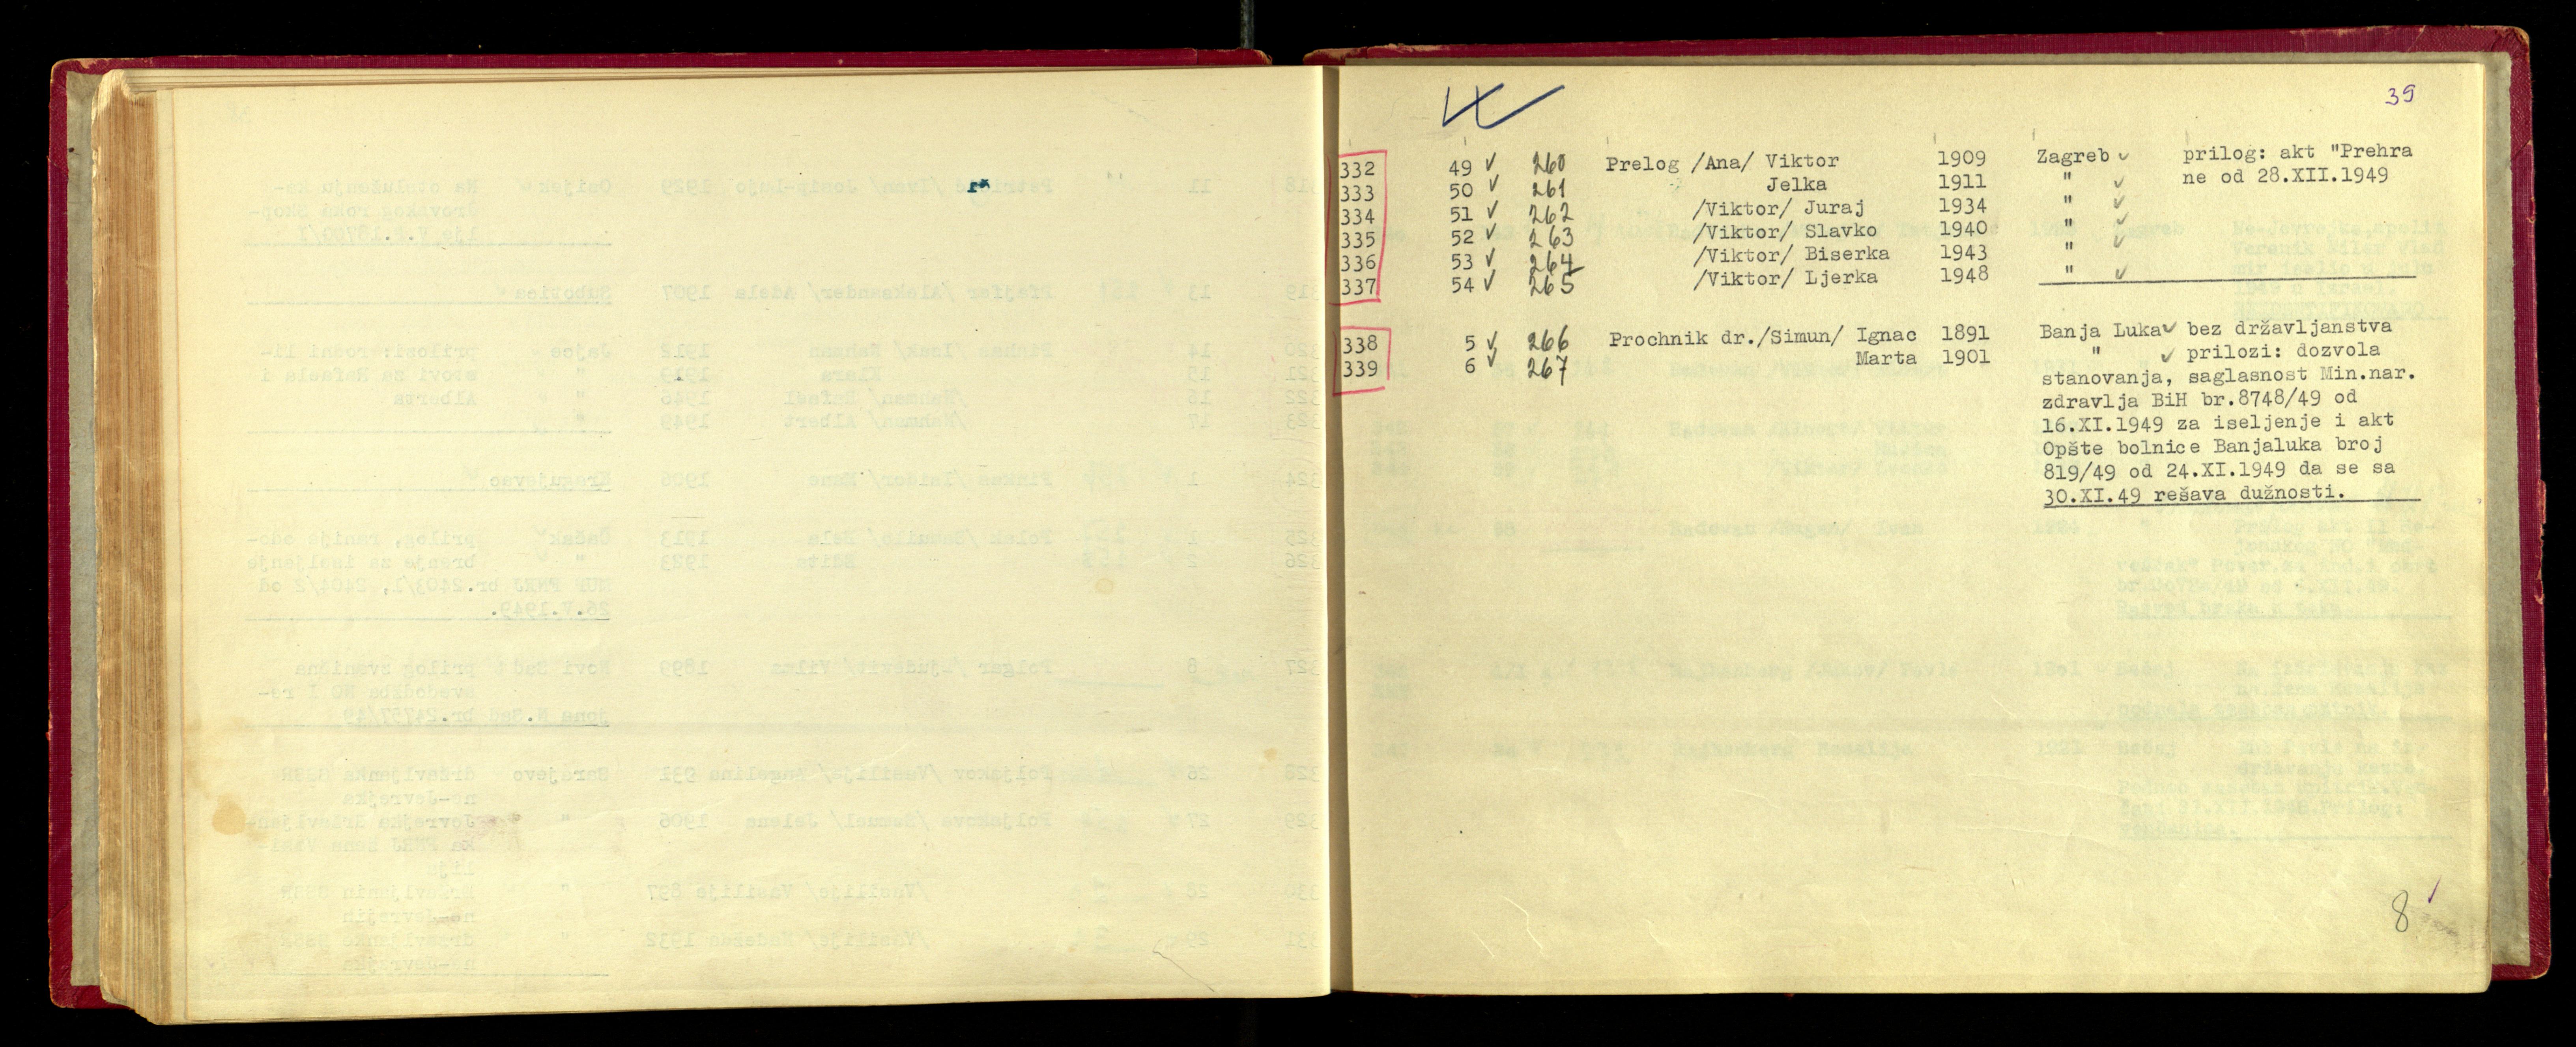 39
332 49 ✓ 260 Prelog /Ana/ Viktor 1909 Zagreb ✓ prilog: akt "Prehra
333 50 ✓ 261 Jelka 1911 " ✓ ne od 28.XII.1949
334 51 ✓ 262 /Viktor/ Juraj 1934 " ✓
335 52 ✓ 263 /Viktor/ Slavko 1940 " ✓
336 53 ✓ 264 /Viktor/ Biserka 1943 " ✓
337 54 ✓ 265 /Viktor/ Ljerka 1948 " ✓
338 5 ✓ 266 Prochnik dr./Simun/ Ignac 1891 Banja Luka ✓ bez državljanstva
339 6 ✓ 267 Marta 1901 " ✓ prilozi: dozvola
stanovanja, saglasnost Min.nar.
zdravlja BiH br.8748/49 od
16.XI.1949 za iseljenje i akt
Opšte bolnice Banjaluka broj
819/49 od 24.XI.1949 da se sa
30.XI.49 rešava dužnosti.
8